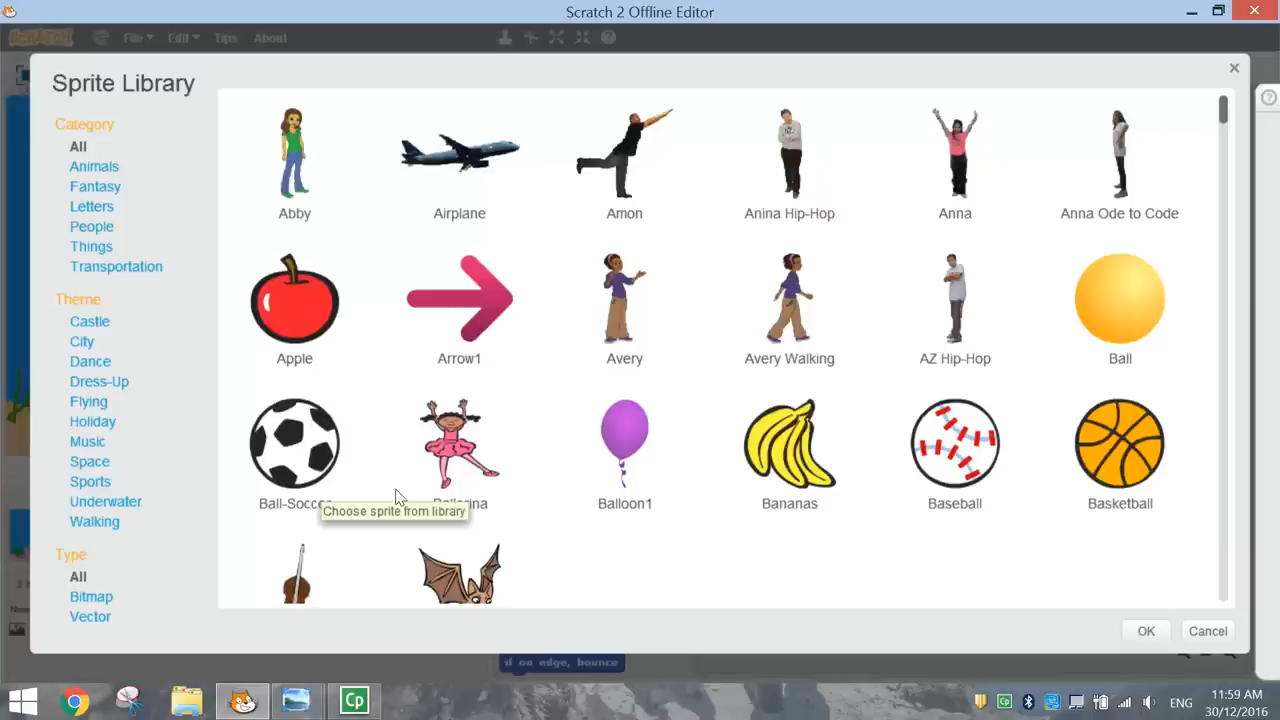 Scratch 2 Offline Editor
SCRATCH File Edit Tips About
Sprite Library
Category
All
Animals
Fantasy
Letters
People
Things
Transportation
Theme
Castle
City
Dance
Dress-Up
Flying
Holiday
Music
Space
Sports
Underwater
Walking
Type
All
Bitmap
Vector
Abby Airplane Amon Anina Hip-Hop Anna Anna Ode to Code
Apple Arrow1 Avery Avery Walking AZ Hip-Hop Ball
Balloon1 Bananas Baseball Basketball
Choose sprite from library
OK Cancel
if on edge, bounce
Cp
Cp ENG
11:59 AM
30/12/2016